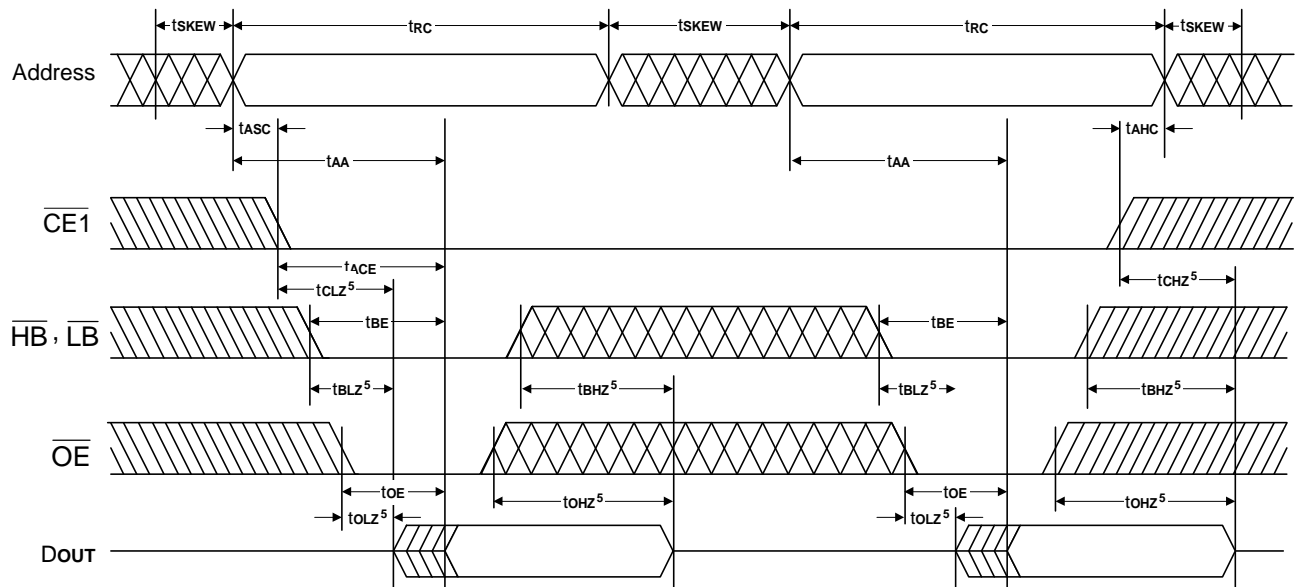 tSKEW tRC tSKEW tRC tSKEW
Address
tASC tAHC
tAA tAA
CE1
tACE
tCLZ5 tCHZ5
HB , LB tBE tBE
tBLZ5 tBHZ5 tBLZ5 tBHZ5
OE
tOE tOE
tOLZ5 tOHZ5 tOLZ5 tOHZ5
DOUT